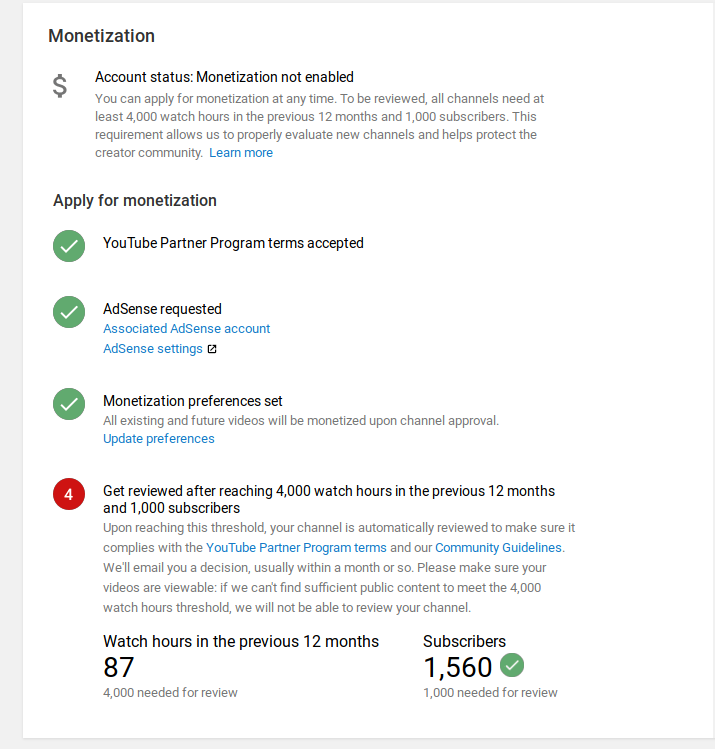 Monetization
Account status: Monetization not enabled
You can apply for monetization at any time. To be reviewed, all channels need at
least 4,000 watch hours in the previous 12 months and 1,000 subscribers. This
requirement allows us to properly evaluate new channels and helps protect the
creator community. Learn more
Apply for monetization
YouTube Partner Program terms accepted
AdSense requested
Associated AdSense account
AdSense settings
Monetization preferences set
All existing and future videos will be monetized upon channel approval.
Update preferences
4
Get reviewed after reaching 4,000 watch hours in the previous 12 months
and 1,000 subscribers
Upon reaching this threshold, your channel is automatically reviewed to make sure it
complies with the YouTube Partner Program terms and our Community Guidelines.
We'll email you a decision, usually within a month or so. Please make sure your
videos are viewable: if we can't find sufficient public content to meet the 4,000
watch hours threshold, we will not be able to review your channel.
Watch hours in the previous 12 months
87
4,000 needed for review
Subscribers
1,560
1,000 needed for review